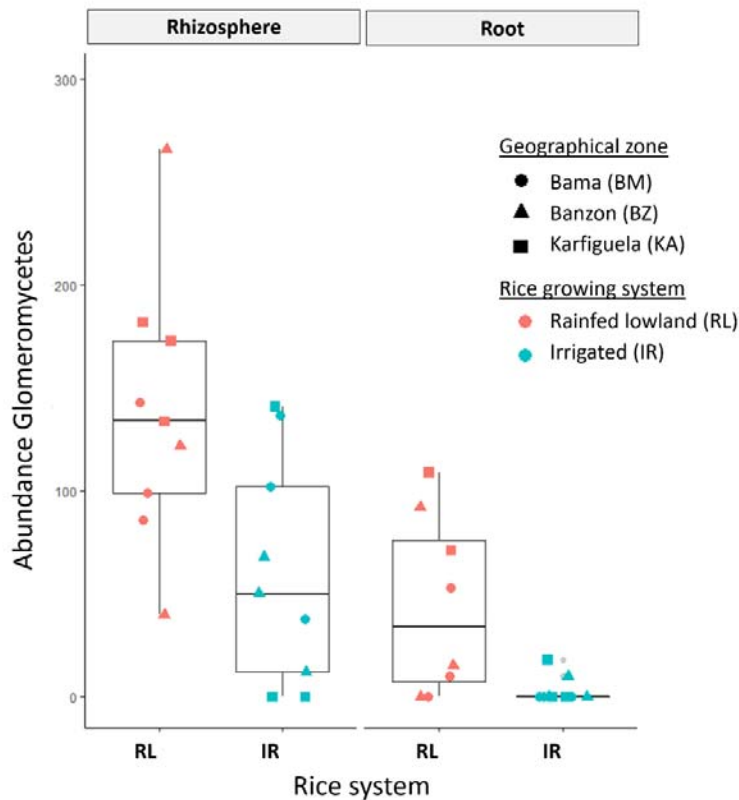 Rhizosphere
Root
300
200
100
0
Abundance Glomeromycetes
Geographical zone
Bama (BM)
Banzon (BZ)
Karfiguela (KA)
Rice growing system
Rainfed lowland (RL)
Irrigated (IR)
RL
IR
RL
IR
Rice system